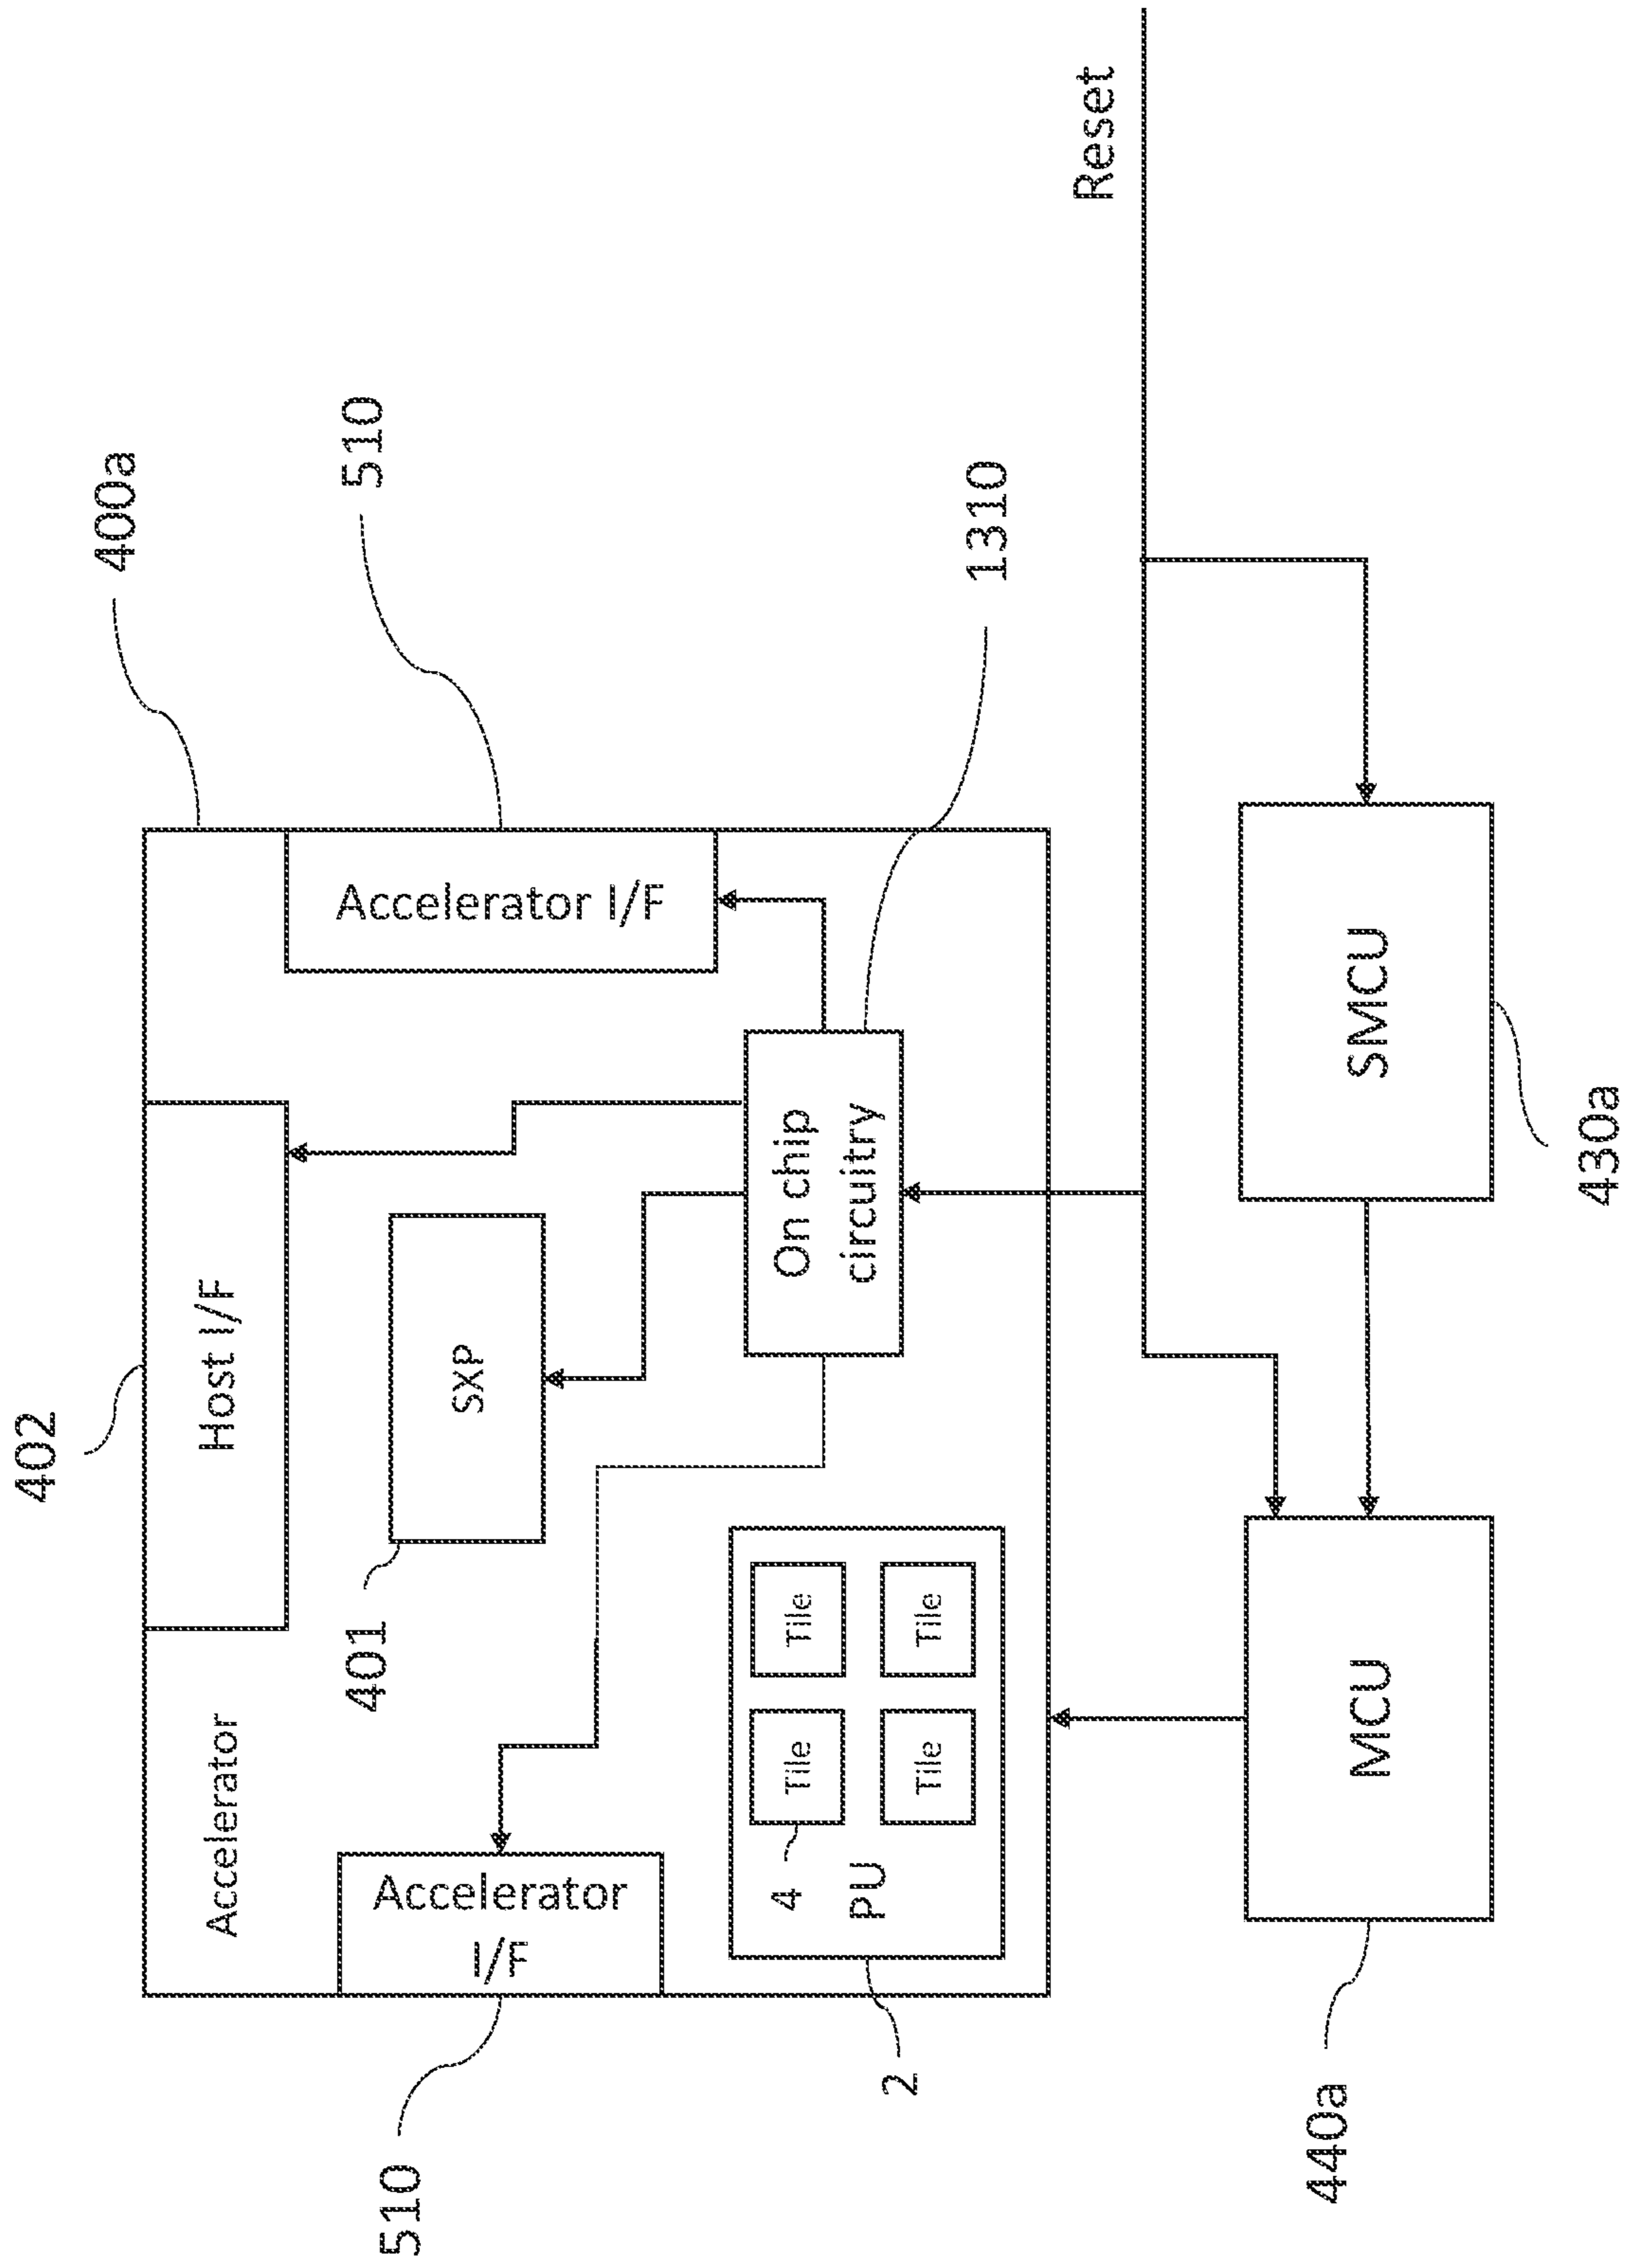 402
Accelerator
Host I/F
400a
510
Accelerator
I/F
401
SXP
Accelerator I/F
510
4
Tile
Tile
Tile
Tile
PU
2
On chip
circuitry
1310
Reset
MCU
440a
SMCU
430a